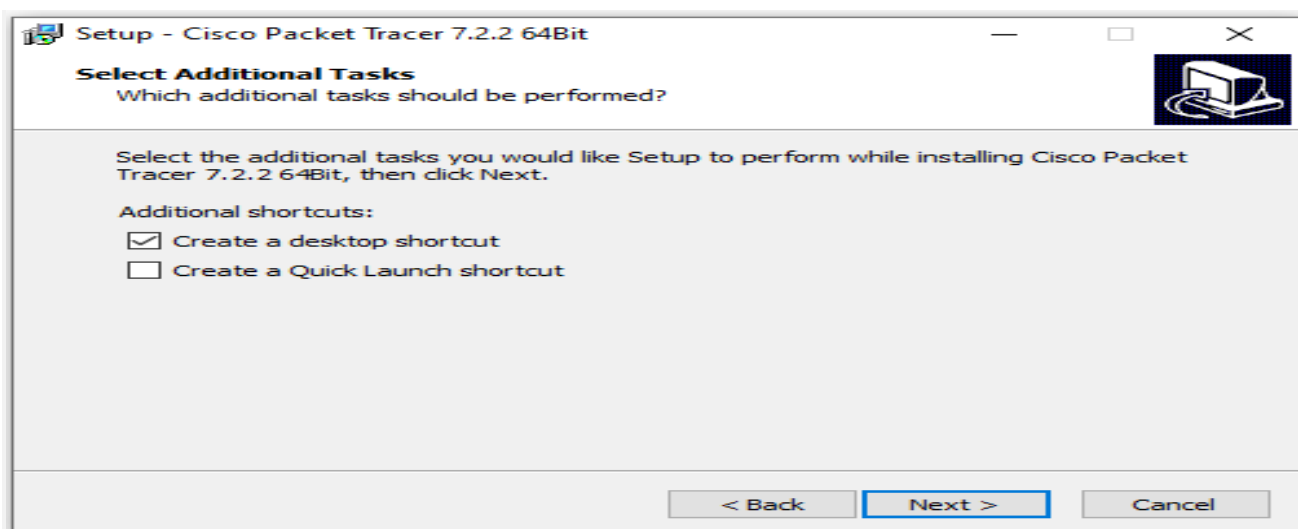 Setup - Cisco Packet Tracer 7.2.2 64Bit
Select Additional Tasks
Which additional tasks should be performed?
Select the additional tasks you would like Setup to perform while installing Cisco Packet
Tracer 7.2.2 64Bit, then click Next.
Additional shortcuts:
Create a desktop shortcut
Create a Quick Launch shortcut
< Back Next > Cancel